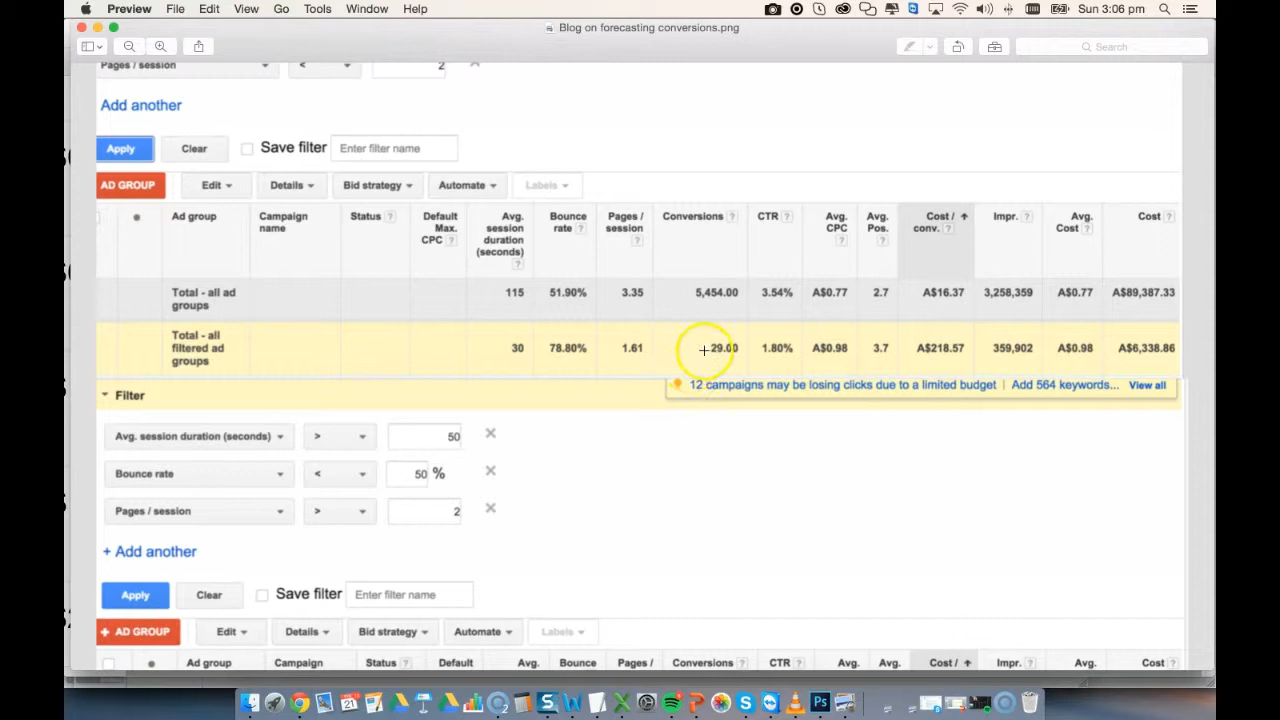 Preview File Edit View Go Tools Window Help Sun 3:06 pm
Blog on forecasting conversions.png
Search
Pages / session < 2
Add another
Apply Clear Save filter Enter filter name
AD GROUP Edit Details Bid strategy Automate Labels
Ad group Campaign name Status ? Default Max. CPC ? Avg. session duration (seconds) ? Bounce rate ? Pages / session ? Conversions ? CTR ? Avg. CPC ? Avg. Pos. ? Cost / conv. ? Impr. ? Avg. Cost ? Cost ?
Total - all ad groups 115 51.90% 3.35 5,454.00 3.54% A$0.77 2.7 A$16.37 3,258,359 A$0.77 A$89,387.33
Total - all filtered ad groups 30 78.80% 1.61 29.00 1.80% A$0.98 3.7 A$218.57 359,902 A$0.98 A$6,338.86
12 campaigns may be losing clicks due to a limited budget | Add 564 keywords... View all
Filter
Avg. session duration (seconds) > 50
Bounce rate < 50 %
Pages / session > 2
+ Add another
Apply Clear Save filter Enter filter name
+ AD GROUP Edit Details Bid strategy Automate Labels
Ad group Campaign Status ? Default Avg. Bounce Pages / Conversions ? CTR ? Avg. Avg. Cost / Impr. ? Avg. Cost ?